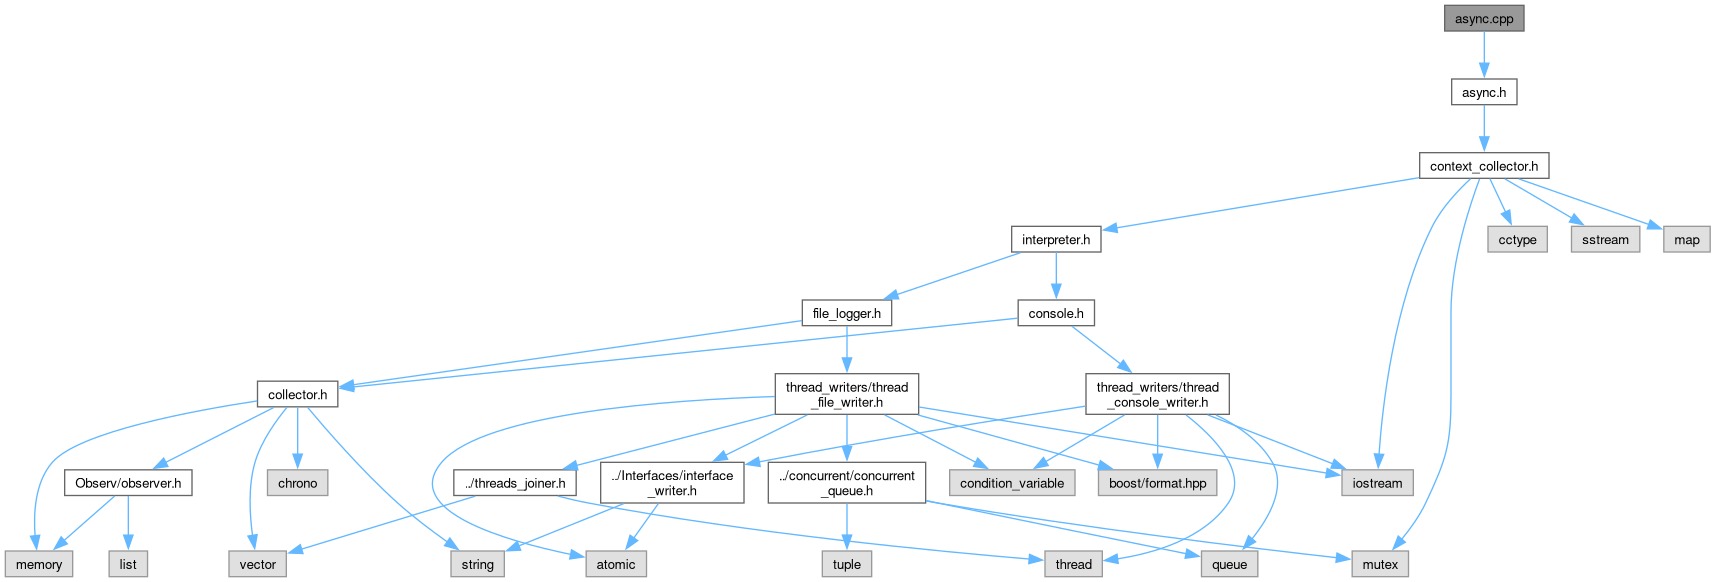 async.cpp
async.h
context_collector.h
interpreter.h
cctype
sstream
map
file_logger.h
console.h
collector.h
thread_writers/thread
_file_writer.h
thread_writers/thread
_console_writer.h
Observ/observer.h
chrono
../threads_joiner.h
../Interfaces/interface
_writer.h
../concurrent/concurrent
_queue.h
condition_variable
boost/format.hpp
iostream
memory
list
vector
string
atomic
tuple
thread
queue
mutex